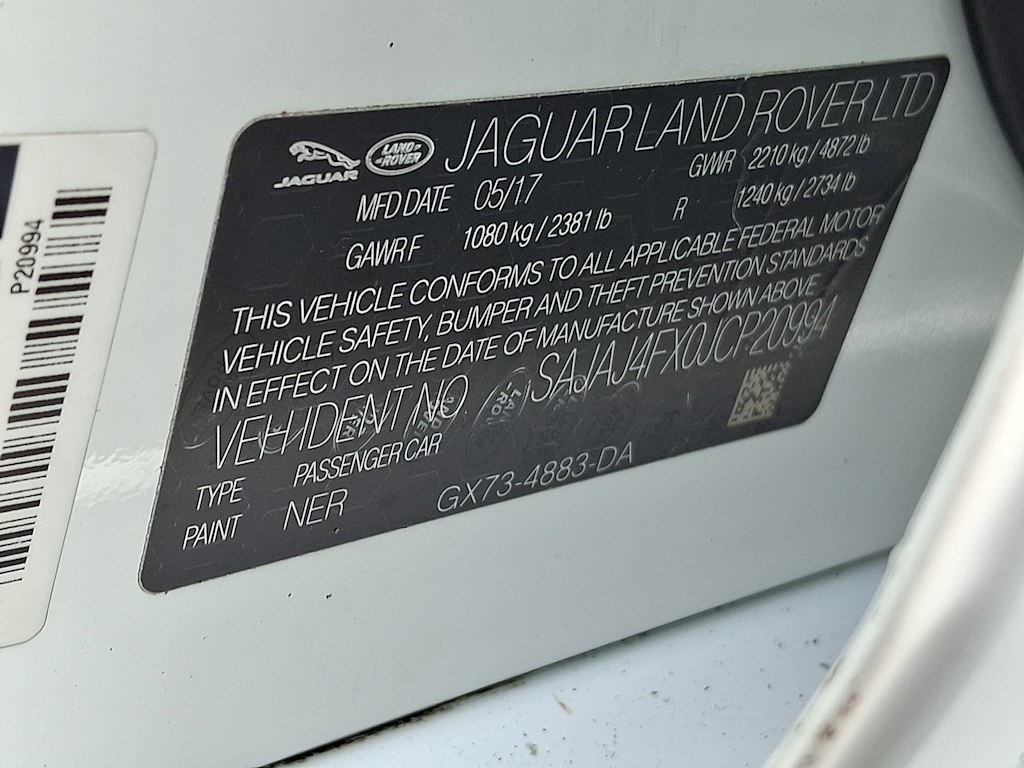 P20994
JAGUAR
LAND
ROVER
JAGUAR LAND ROVER LTD
MFD DATE 05/17 GVWR 2210 kg / 4872 lb
GAWR F 1080 kg / 2381 lb R 1240 kg / 2734 lb
THIS VEHICLE CONFORMS TO ALL APPLICABLE FEDERAL MOTOR
VEHICLE SAFETY, BUMPER AND THEFT PREVENTION STANDARDS
IN EFFECT ON THE DATE OF MANUFACTURE SHOWN ABOVE
VEH IDENT NO SAJAJ4FX0JCP20994
TYPE PASSENGER CAR
PAINT NER GX73-4883-DA